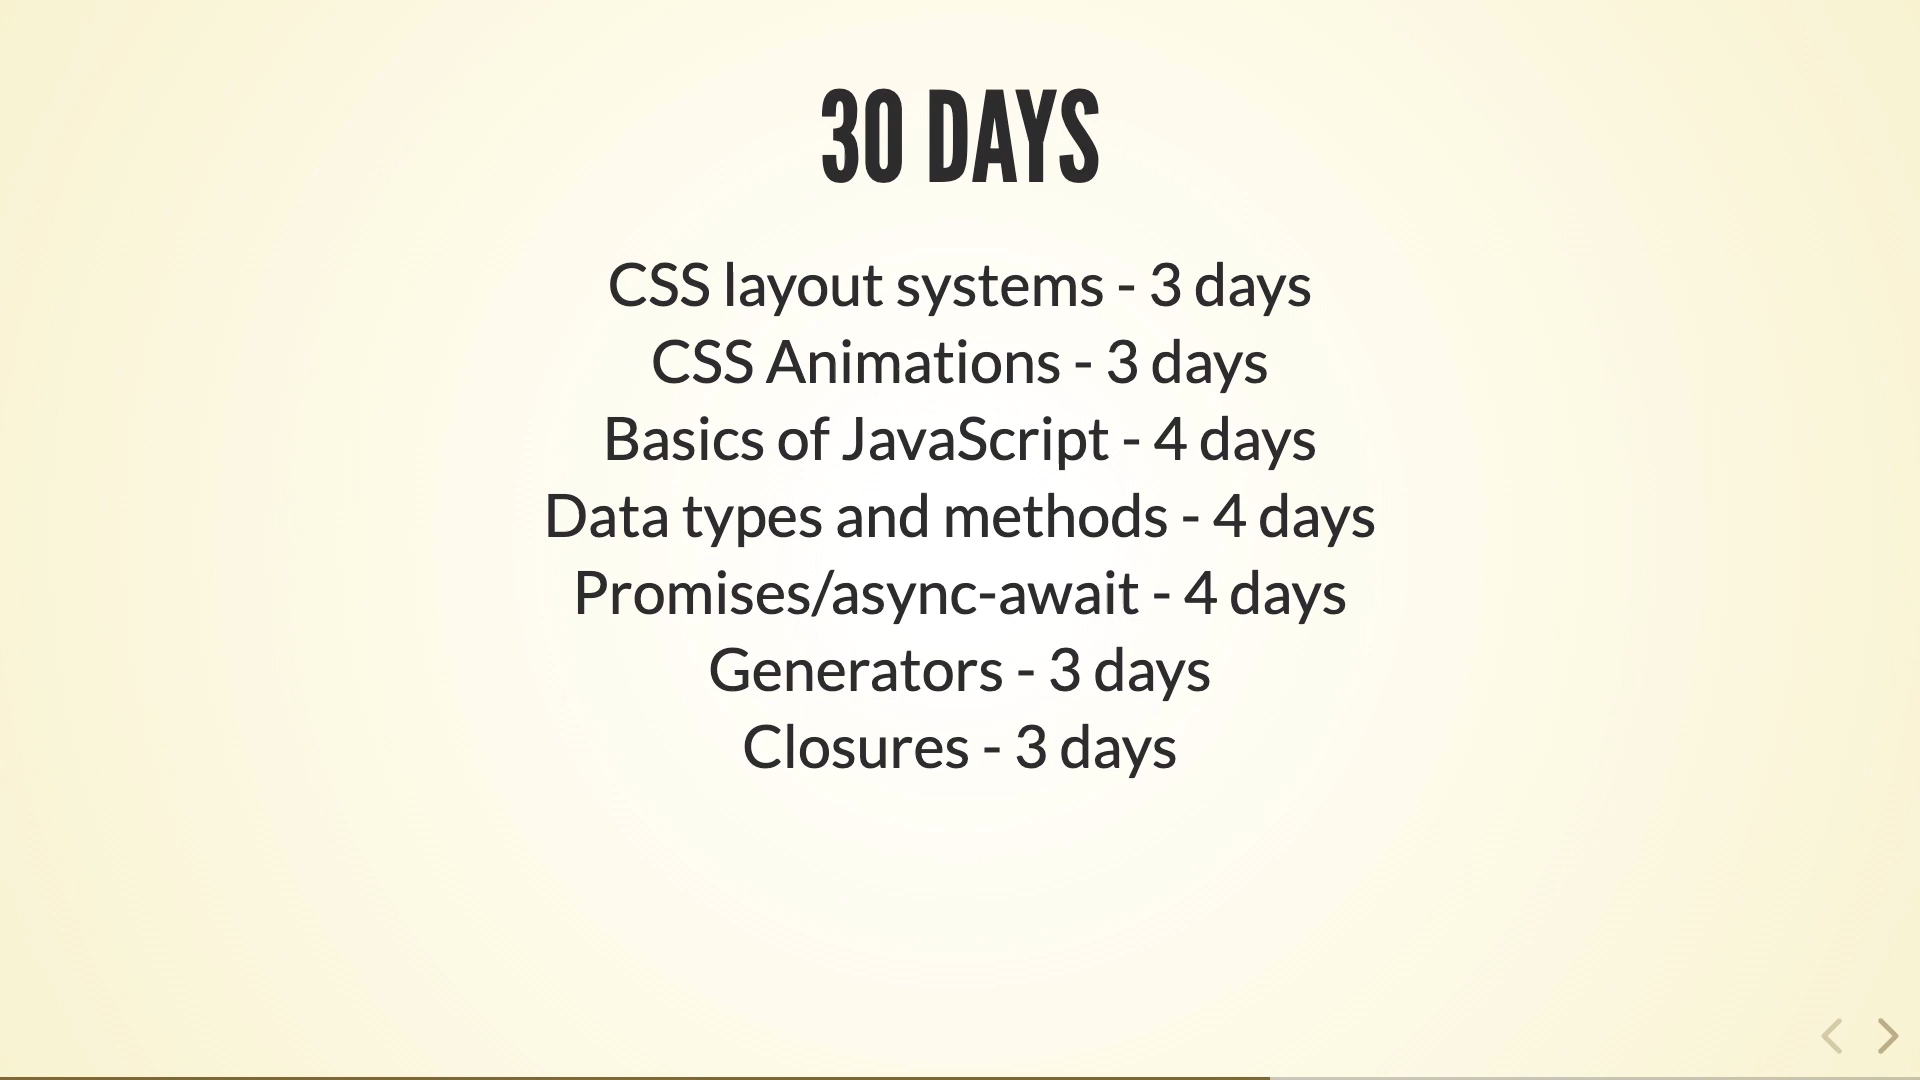 30 DAYS
CSS layout systems - 3 days
CSS Animations - 3 days
Basics of JavaScript - 4 days
Data types and methods - 4 days
Promises/async-await - 4 days
Generators - 3 days
Closures - 3 days